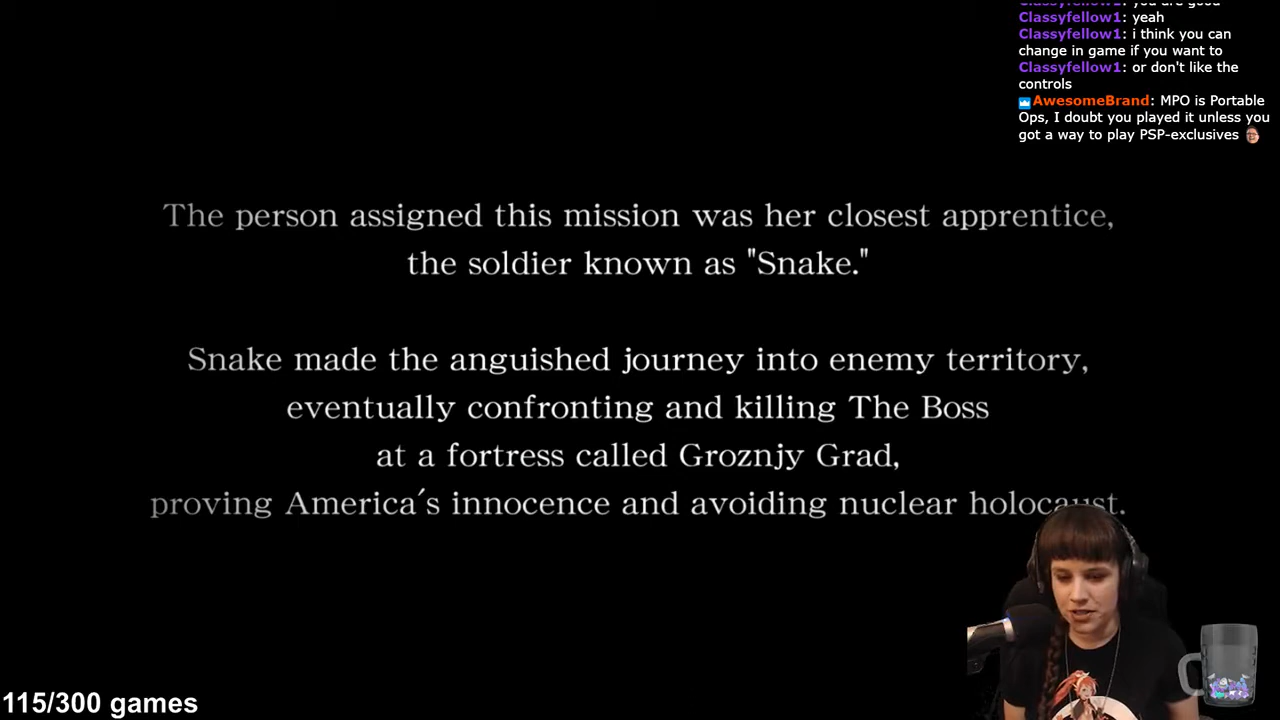 Classyfellow1: you are good
Classyfellow1: yeah
Classyfellow1: i think you can
change in game if you want to
Classyfellow1: or don't like the
controls
AwesomeBrand: MPO is Portable
Ops, I doubt you played it unless you
got a way to play PSP-exclusives
The person assigned this mission was her closest apprentice,
the soldier known as "Snake."
Snake made the anguished journey into enemy territory,
eventually confronting and killing The Boss
at a fortress called Groznjy Grad,
proving America's innocence and avoiding nuclear holocaust.
115/300 games